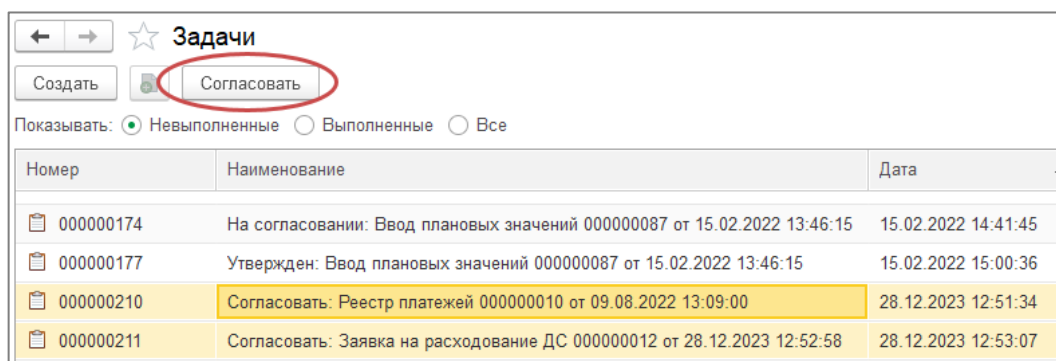 Задачи
Создать Согласовать
Показывать: Невыполненные Выполненные Все
Номер Наименование Дата
000000174 На согласовании: Ввод плановых значений 000000087 от 15.02.2022 13:46:15 15.02.2022 14:41:45
000000177 Утвержден: Ввод плановых значений 000000087 от 15.02.2022 13:46:15 15.02.2022 15:00:36
000000210 Согласовать: Реестр платежей 000000010 от 09.08.2022 13:09:00 28.12.2023 12:51:34
000000211 Согласовать: Заявка на расходование ДС 000000012 от 28.12.2023 12:52:58 28.12.2023 12:53:07